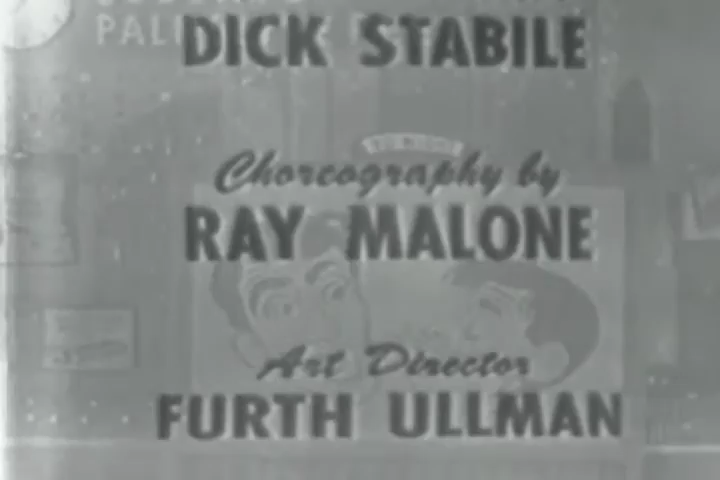 DICK STABILE
Choreography by
RAY MALONE
Art Director
FURTH ULLMAN